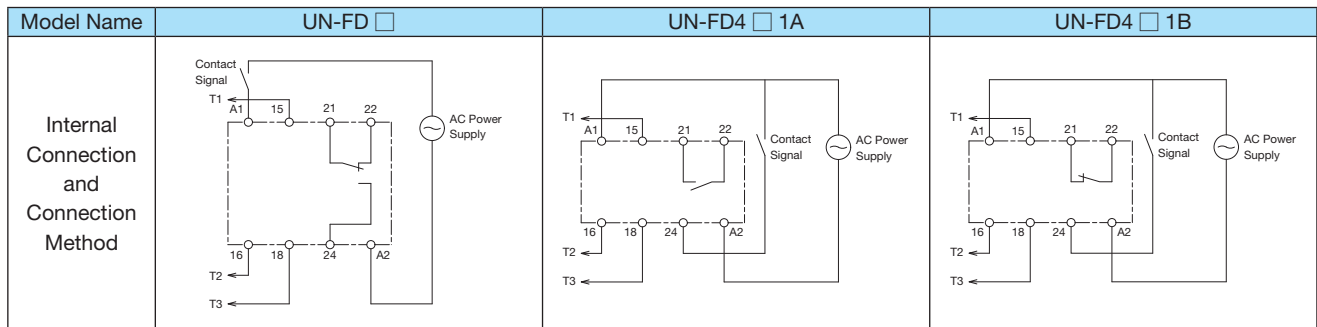 Model Name
UN-FD □
UN-FD4 □ 1A
UN-FD4 □ 1B
Internal
Connection
and
Connection
Method
Contact
Signal
T1
A1
15
21
22
AC Power
Supply
16
18
24
A2
T2
T3
T1
A1
15
21
22
Contact
Signal
AC Power
Supply
16
18
24
A2
T2
T3
T1
A1
15
21
22
Contact
Signal
AC Power
Supply
16
18
24
A2
T2
T3